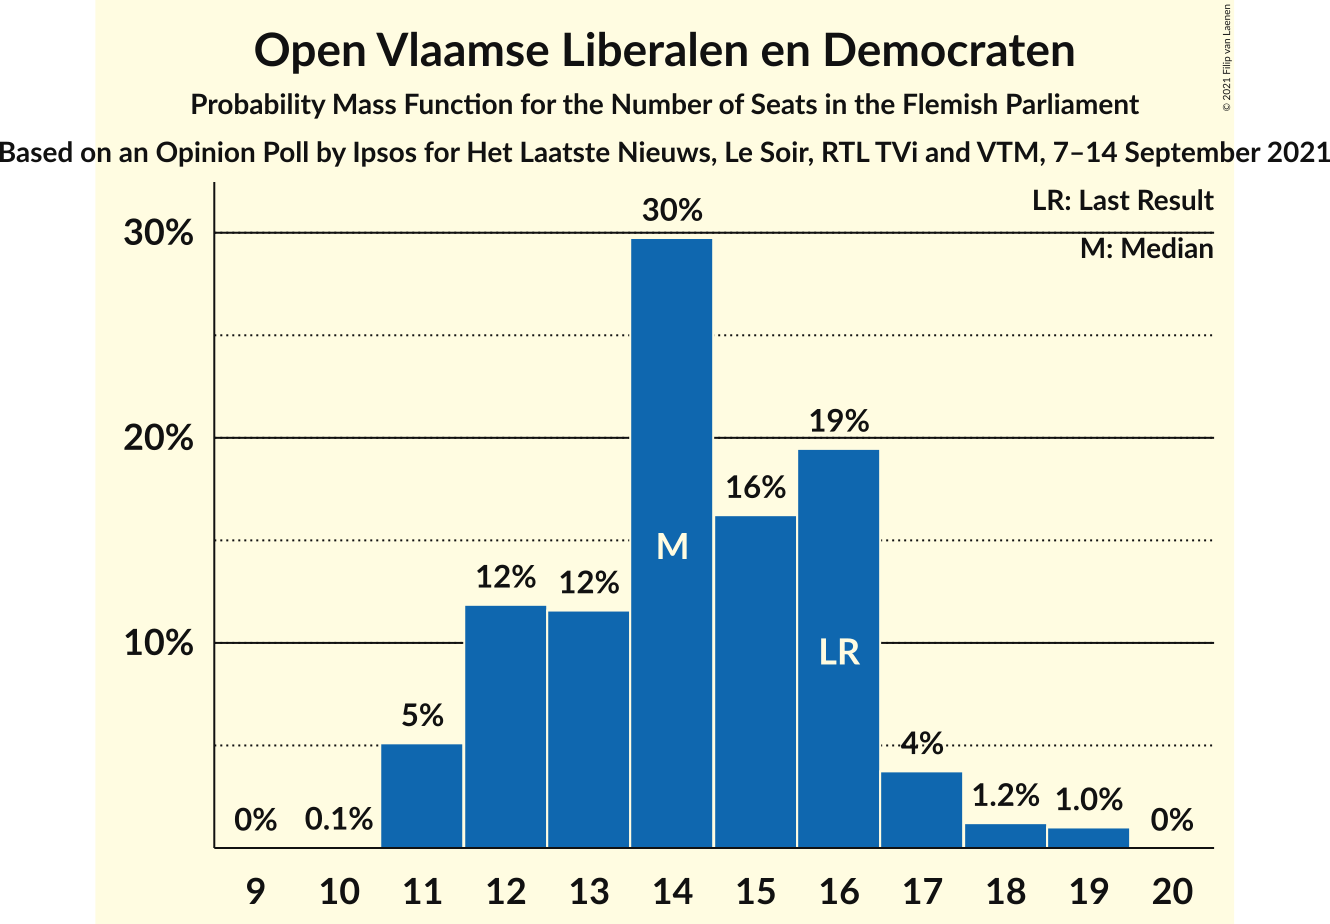 Open Vlaamse Liberalen en Democraten
Probability Mass Function for the Number of Seats in the Flemish Parliament
Based on an Opinion Poll by Ipsos for Het Laatste Nieuws, Le Soir, RTL TVi and VTM, 7–14 September 2021
© 2021 Filip van Laenen
LR: Last Result
M: Median
30%
20%
10%
0%
0.1%
5%
12%
12%
30%
16%
19%
4%
1.2%
1.0%
0%
M
LR
9 10 11 12 13 14 15 16 17 18 19 20